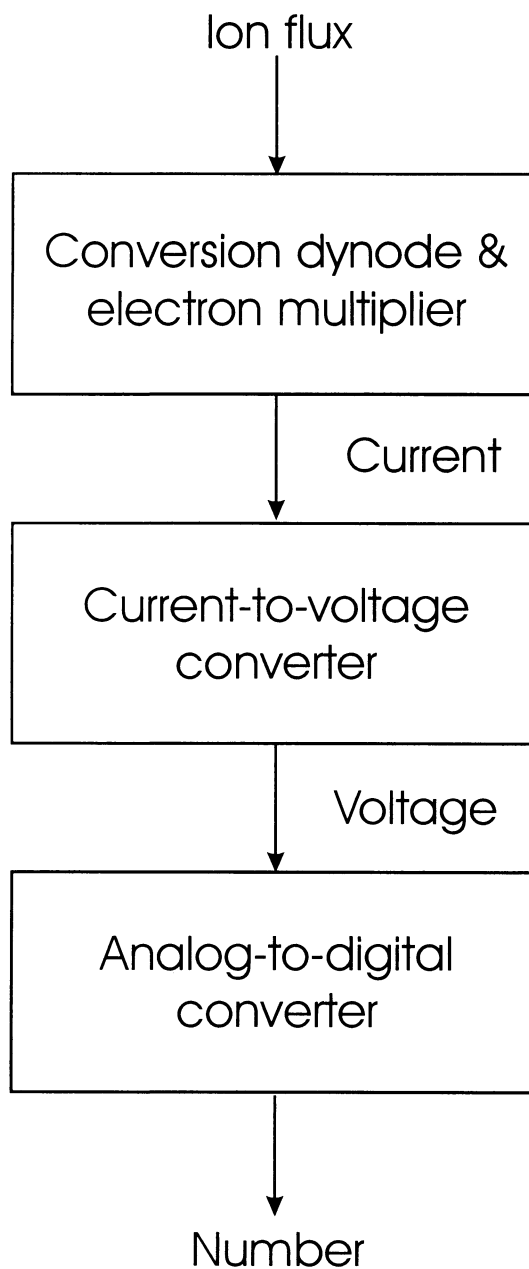 Ion flux
Conversion dynode &
electron multiplier
Current
Current-to-voltage
converter
Voltage
Analog-to-digital
converter
Number